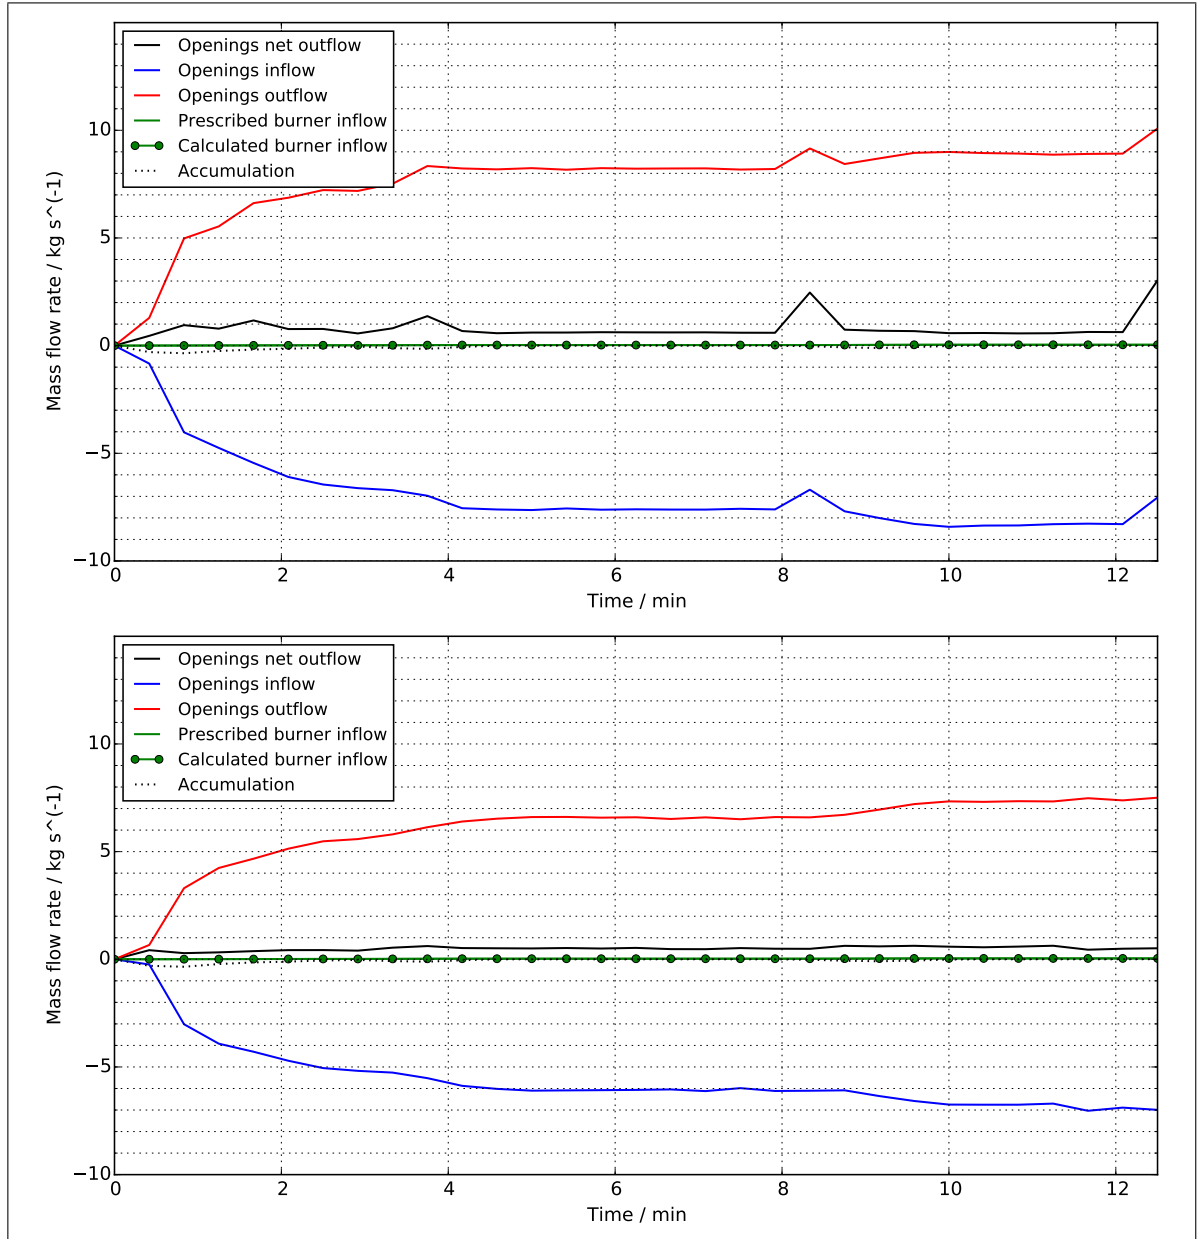 Openings net outflow
Openings inflow
Openings outflow
Prescribed burner inflow
Calculated burner inflow
Accumulation
10
5
0
−5
−10
Mass flow rate / kg s^(-1)
0 2 4 6 8 10 12
Time / min
Openings net outflow
Openings inflow
Openings outflow
Prescribed burner inflow
Calculated burner inflow
Accumulation
10
5
0
−5
−10
Mass flow rate / kg s^(-1)
0 2 4 6 8 10 12
Time / min